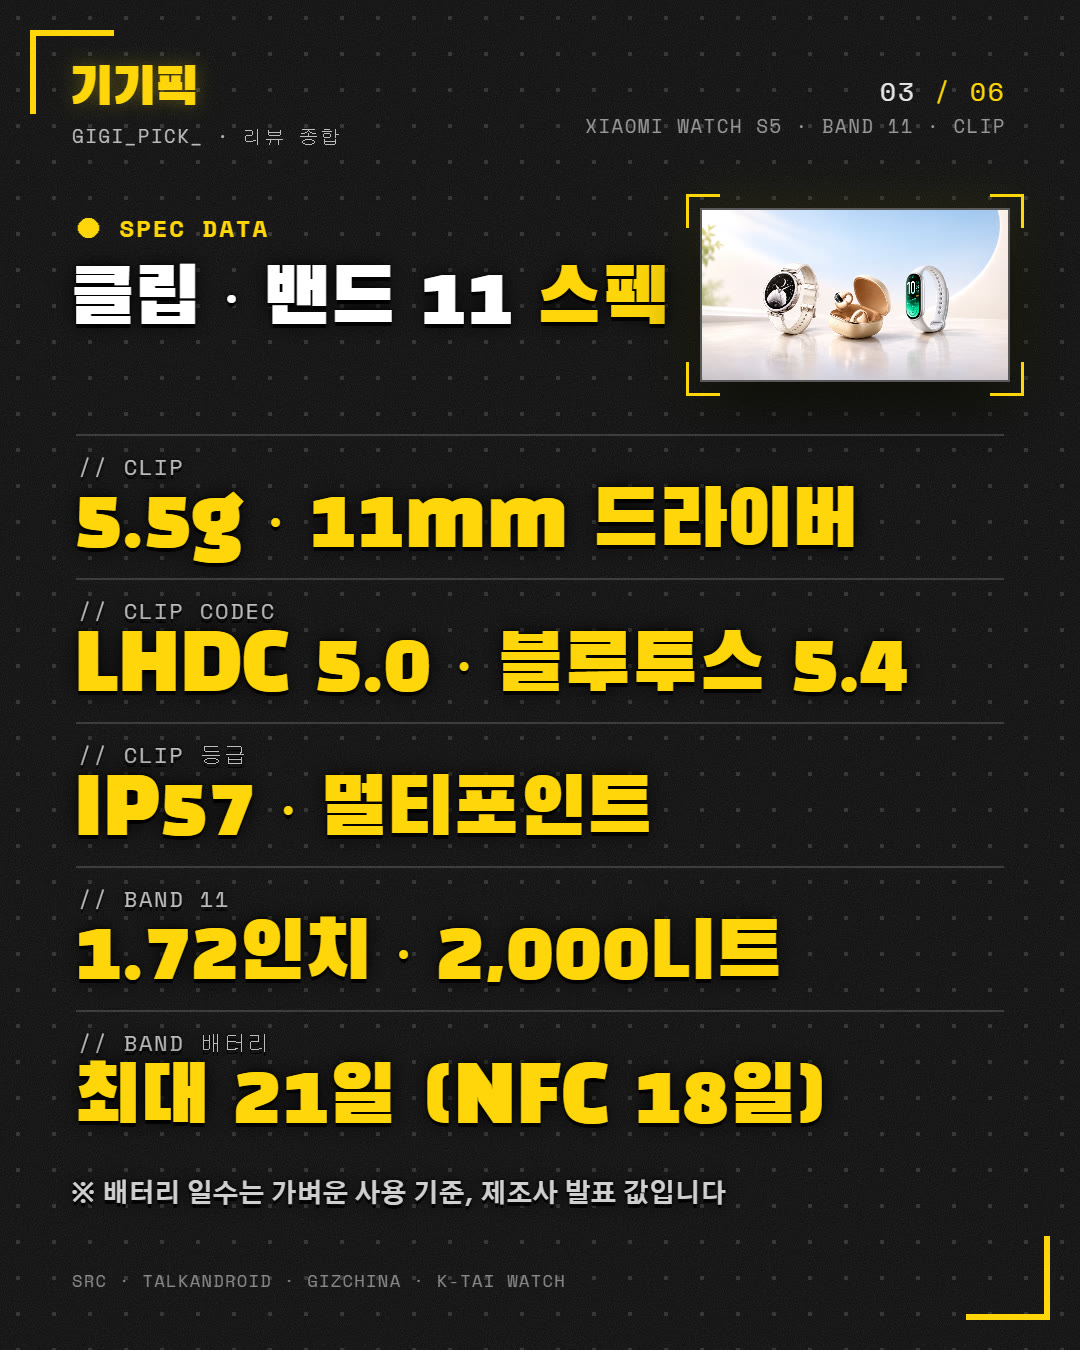 기기픽
GIGI_PICK_ · 리뷰 종합
03 / 06
XIAOMI WATCH S5 · BAND 11 · CLIP
SPEC DATA
클립 · 밴드 11 스펙
10
// CLIP
5.5g · 11mm 드라이버
// CLIP CODEC
LHDC 5.0 · 블루투스 5.4
// CLIP 등급
IP57 · 멀티포인트
// BAND 11
1.72인치 · 2,000니트
// BAND 배터리
최대 21일 (NFC 18일)
※ 배터리 일수는 가벼운 사용 기준, 제조사 발표 값입니다
SRC · TALKANDROID · GIZCHINA · K-TAI WATCH